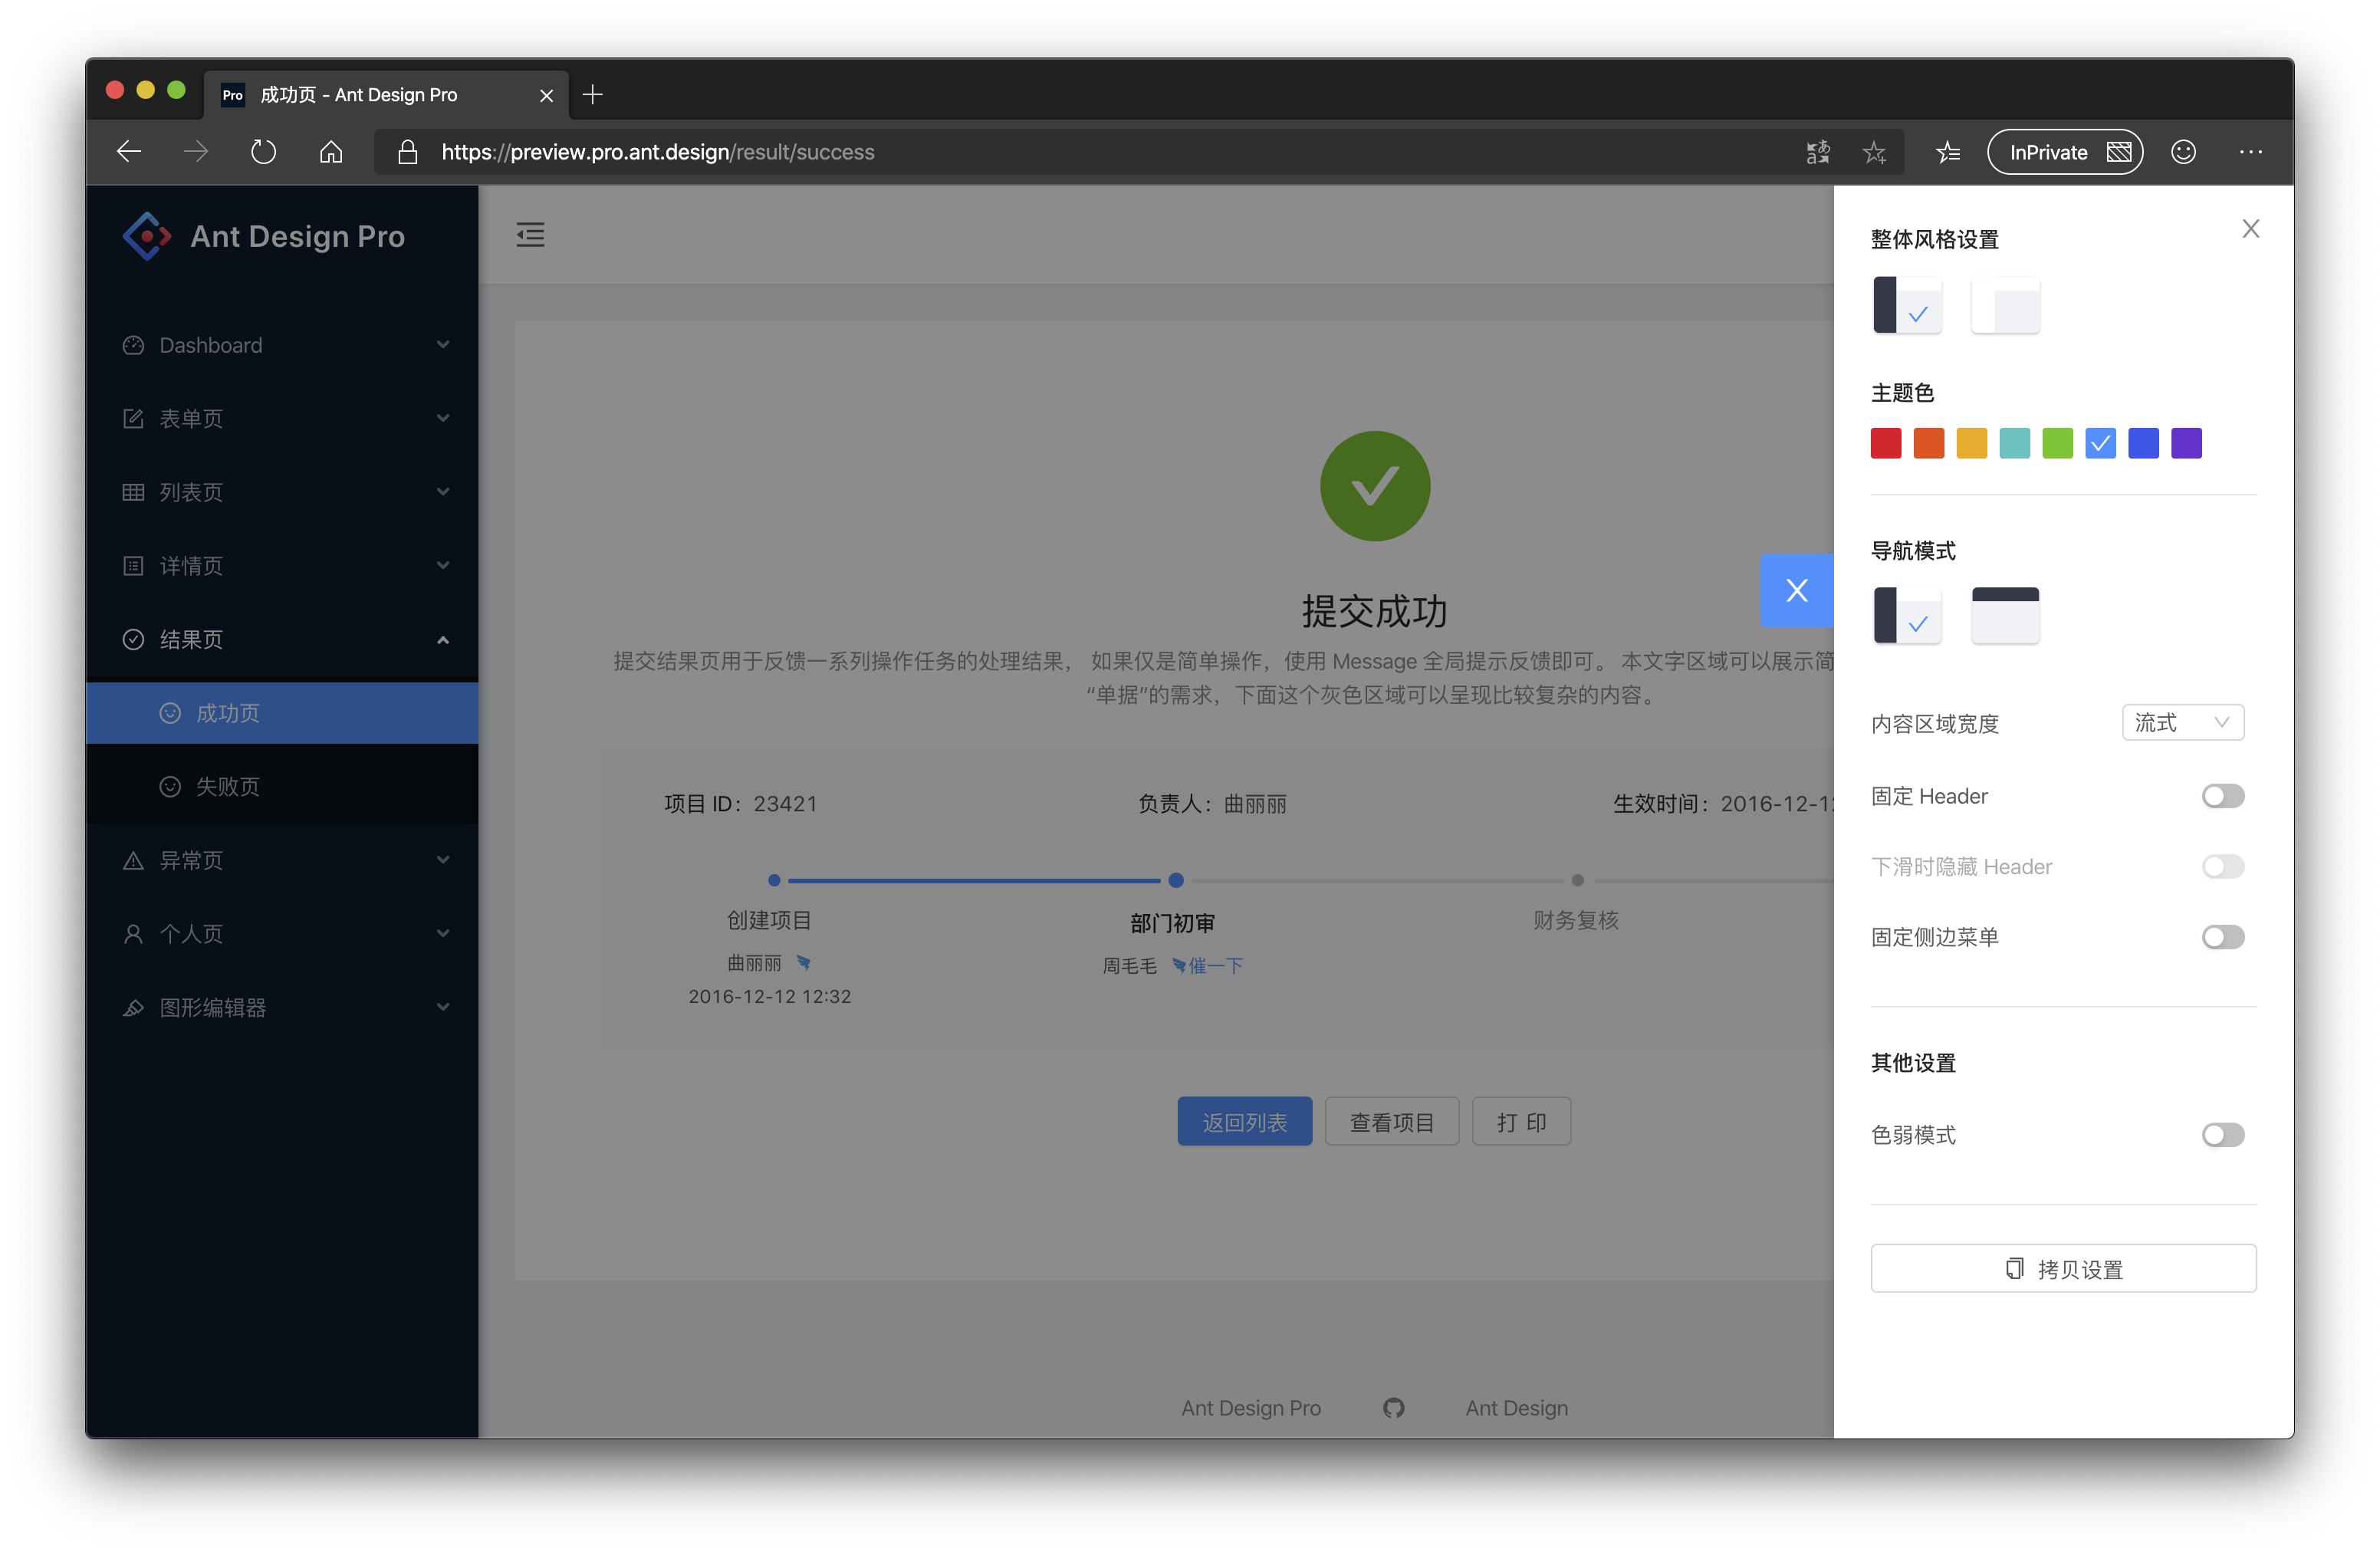 Pro 成功页 - Ant Design Pro
https://preview.pro.ant.design/result/success
InPrivate
Ant Design Pro
Dashboard
表单页
列表页
详情页
结果页
成功页
失败页
异常页
个人页
图形编辑器
提交成功
提交结果页用于反馈一系列操作任务的处理结果， 如果仅是简单操作，使用 Message 全局提示反馈即可。 本文字区域可以展示简
“单据”的需求，下面这个灰色区域可以呈现比较复杂的内容。
项目 ID：23421 负责人：曲丽丽 生效时间：2016-12-12
创建项目 部门初审 财务复核
曲丽丽 周毛毛 催一下
2016-12-12 12:32
返回列表 查看项目 打 印
Ant Design Pro Ant Design
整体风格设置
主题色
导航模式
内容区域宽度 流式
固定 Header
下滑时隐藏 Header
固定侧边菜单
其他设置
色弱模式
拷贝设置